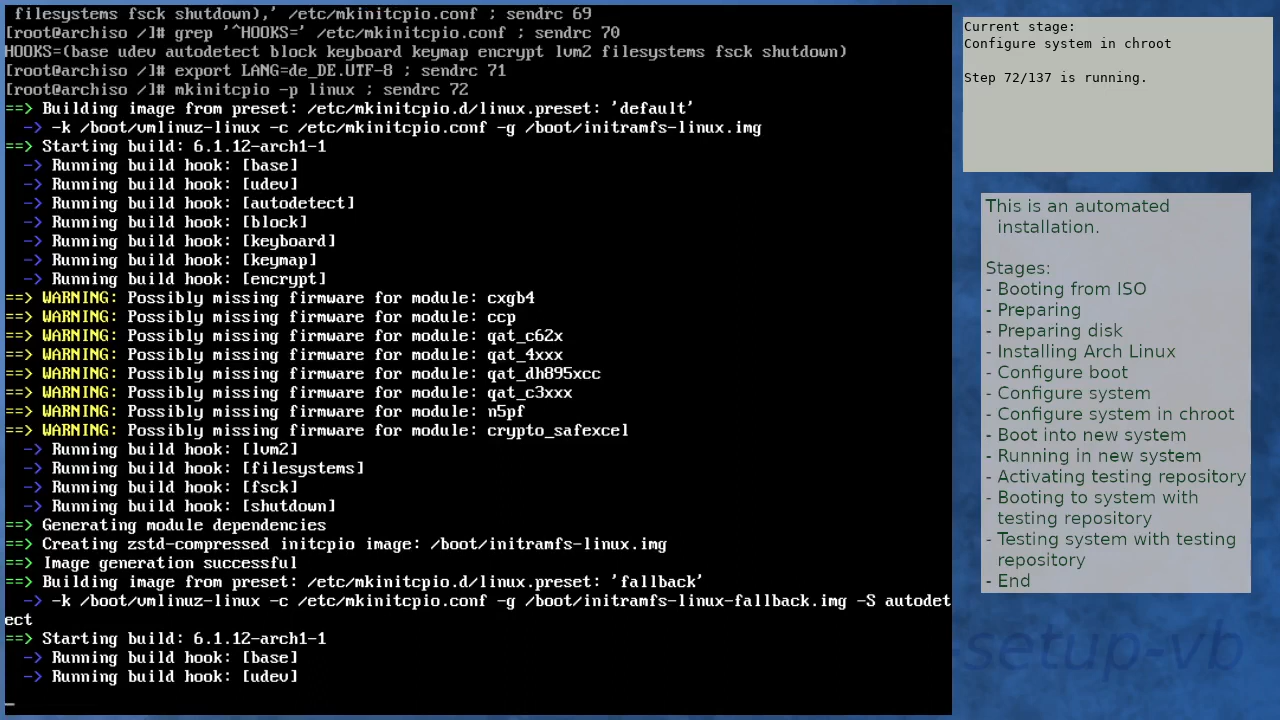 filesystems fsck shutdown),' /etc/mkinitcpio.conf ; sendrc 69
[root@archiso /]# grep '^HOOKS=' /etc/mkinitcpio.conf ; sendrc 70
HOOKS=(base udev autodetect block keyboard keymap encrypt lvm2 filesystems fsck shutdown)
[root@archiso /]# export LANG=de_DE.UTF-8 ; sendrc 71
[root@archiso /]# mkinitcpio -p linux ; sendrc 72
==> Building image from preset: /etc/mkinitcpio.d/linux.preset: 'default'
-> -k /boot/vmlinuz-linux -c /etc/mkinitcpio.conf -g /boot/initramfs-linux.img
==> Starting build: 6.1.12-arch1-1
-> Running build hook: [base]
-> Running build hook: [udev]
-> Running build hook: [autodetect]
-> Running build hook: [block]
-> Running build hook: [keyboard]
-> Running build hook: [keymap]
-> Running build hook: [encrypt]
==> WARNING: Possibly missing firmware for module: cxgb4
==> WARNING: Possibly missing firmware for module: ccp
==> WARNING: Possibly missing firmware for module: qat_c62x
==> WARNING: Possibly missing firmware for module: qat_4xxx
==> WARNING: Possibly missing firmware for module: qat_dh895xcc
==> WARNING: Possibly missing firmware for module: qat_c3xxx
==> WARNING: Possibly missing firmware for module: n5pf
==> WARNING: Possibly missing firmware for module: crypto_safexcel
-> Running build hook: [lvm2]
-> Running build hook: [filesystems]
-> Running build hook: [fsck]
-> Running build hook: [shutdown]
==> Generating module dependencies
==> Creating zstd-compressed initcpio image: /boot/initramfs-linux.img
==> Image generation successful
==> Building image from preset: /etc/mkinitcpio.d/linux.preset: 'fallback'
-> -k /boot/vmlinuz-linux -c /etc/mkinitcpio.conf -g /boot/initramfs-linux-fallback.img -S autodet
ect
==> Starting build: 6.1.12-arch1-1
-> Running build hook: [base]
-> Running build hook: [udev]
_
Current stage:
Configure system in chroot
Step 72/137 is running.
This is an automated
installation.
Stages:
- Booting from ISO
- Preparing
- Preparing disk
- Installing Arch Linux
- Configure boot
- Configure system
- Configure system in chroot
- Boot into new system
- Running in new system
- Activating testing repository
- Booting to system with
testing repository
- Testing system with testing
repository
- End
-setup-vb